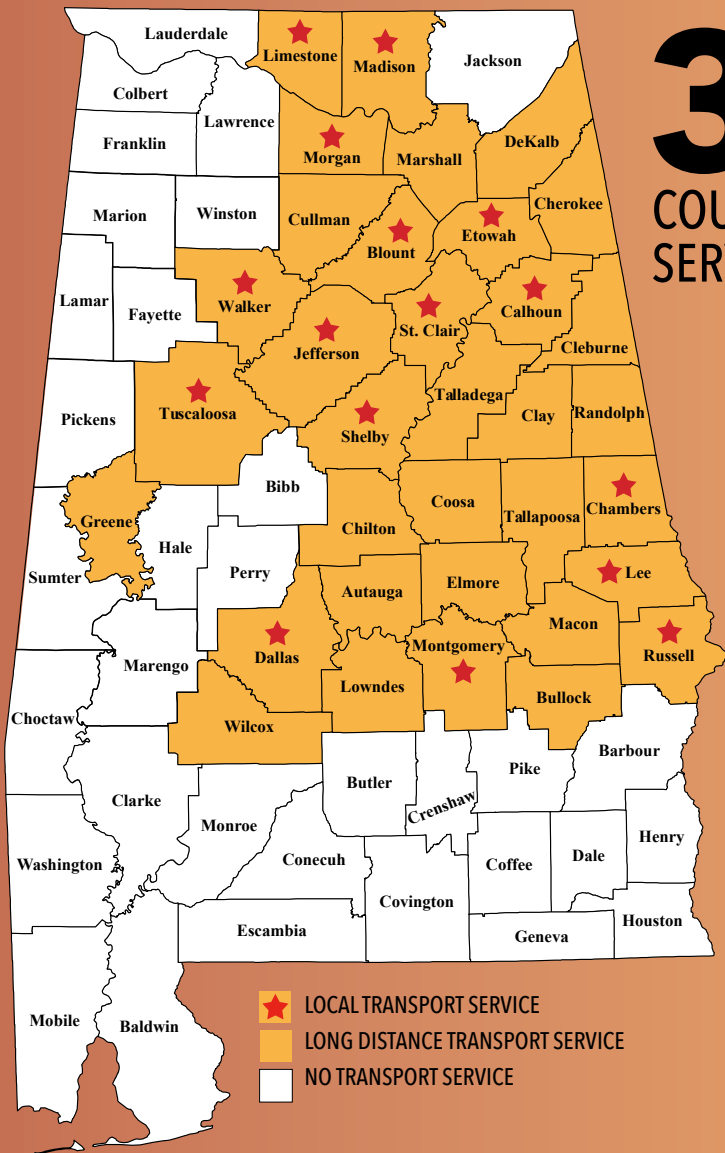 Lauderdale
Limestone
Madison
Jackson
Colbert
Lawrence
Franklin
Morgan
Marshall
DeKalb
Cherokee
Marion
Winston
Cullman
Blount
Etowah
Lamar
Fayette
Walker
St. Clair
Calhoun
Jefferson
Cleburne
Pickens
Tuscaloosa
Shelby
Talladega
Clay
Randolph
Bibb
Greene
Hale
Chilton
Coosa
Tallapoosa
Chambers
Sumter
Perry
Autauga
Elmore
Lee
Marengo
Dallas
Montgomery
Macon
Russell
Choctaw
Wilcox
Lowndes
Bullock
Clarke
Monroe
Butler
Crenshaw
Pike
Barbour
Washington
Conecuh
Covington
Coffee
Dale
Henry
Escambia
Geneva
Houston
Mobile
Baldwin
3
COU
SER
LOCAL TRANSPORT SERVICE
LONG DISTANCE TRANSPORT SERVICE
NO TRANSPORT SERVICE